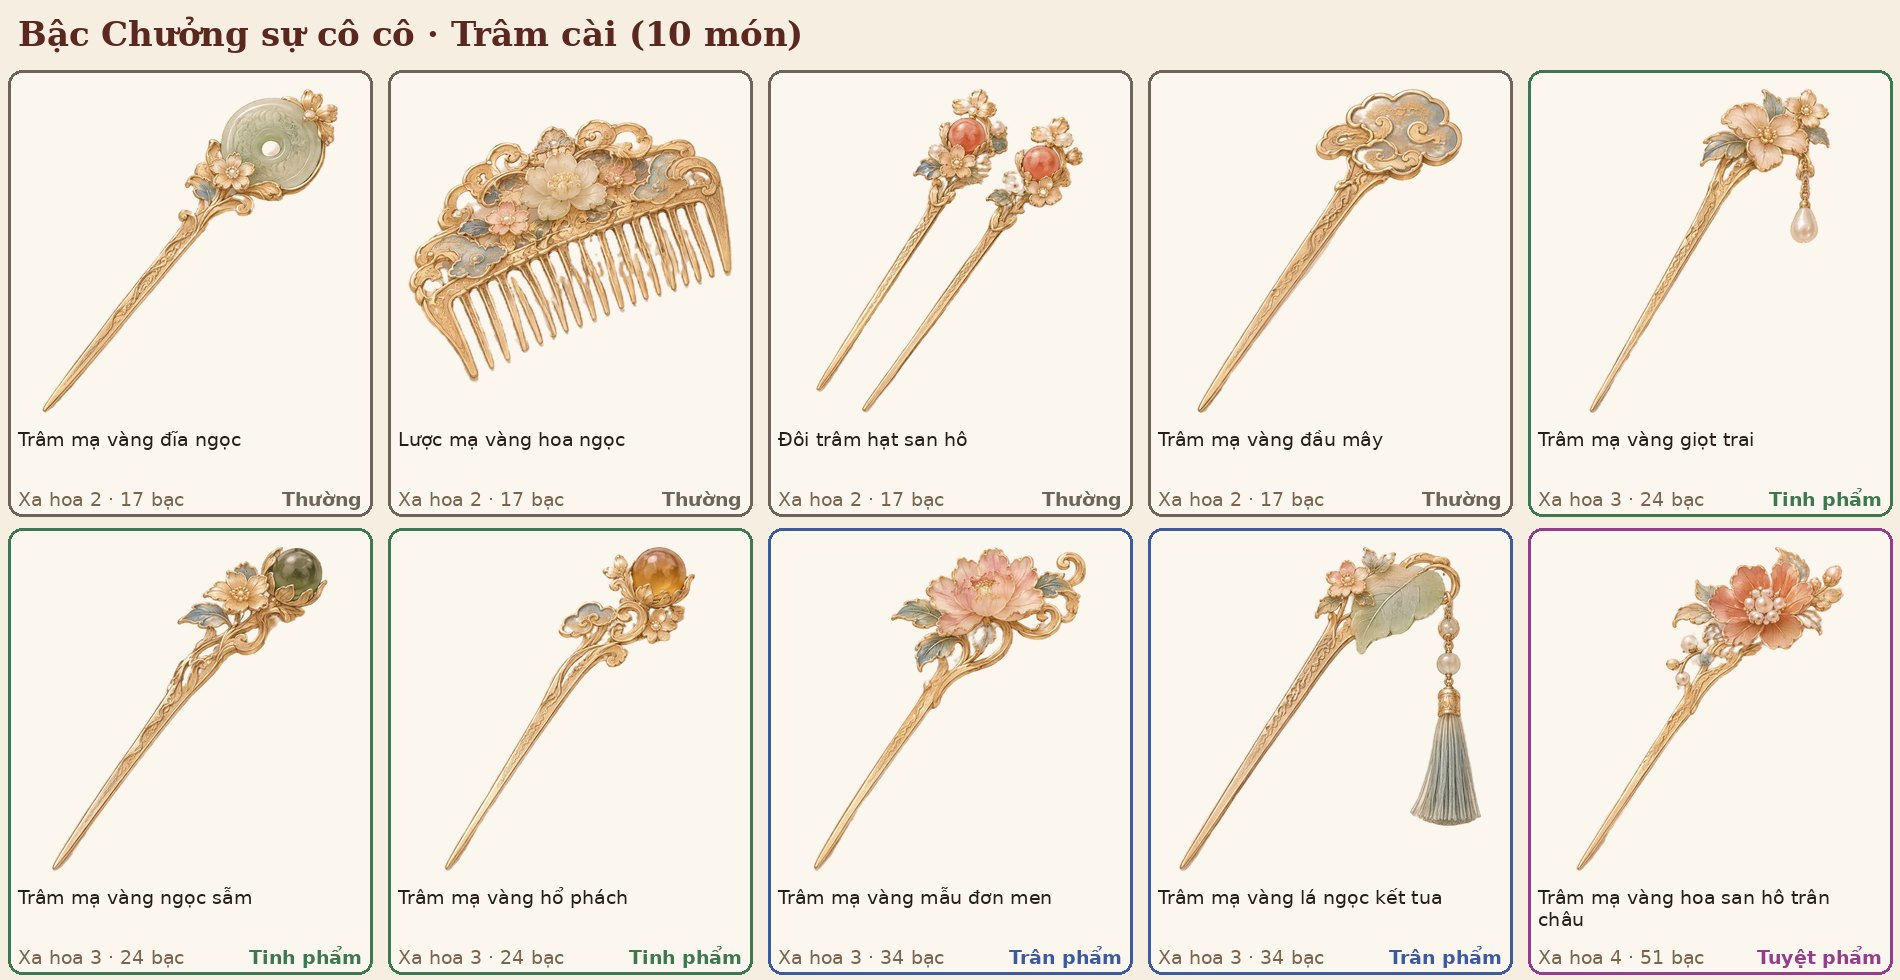 Bậc Chưởng sự cô cô · Trâm cài (10 món)
Trâm mạ vàng đĩa ngọc
Xa hoa 2 · 17 bạc
Thường
Lược mạ vàng hoa ngọc
Xa hoa 2 · 17 bạc
Thường
Đôi trâm hạt san hô
Xa hoa 2 · 17 bạc
Thường
Trâm mạ vàng đầu mây
Xa hoa 2 · 17 bạc
Thường
Trâm mạ vàng giọt trai
Xa hoa 3 · 24 bạc
Tinh phẩm
Trâm mạ vàng ngọc sẫm
Xa hoa 3 · 24 bạc
Tinh phẩm
Trâm mạ vàng hổ phách
Xa hoa 3 · 24 bạc
Tinh phẩm
Trâm mạ vàng mẫu đơn men
Xa hoa 3 · 34 bạc
Trân phẩm
Trâm mạ vàng lá ngọc kết tua
Xa hoa 3 · 34 bạc
Trân phẩm
Trâm mạ vàng hoa san hô trân
châu
Xa hoa 4 · 51 bạc
Tuyệt phẩm